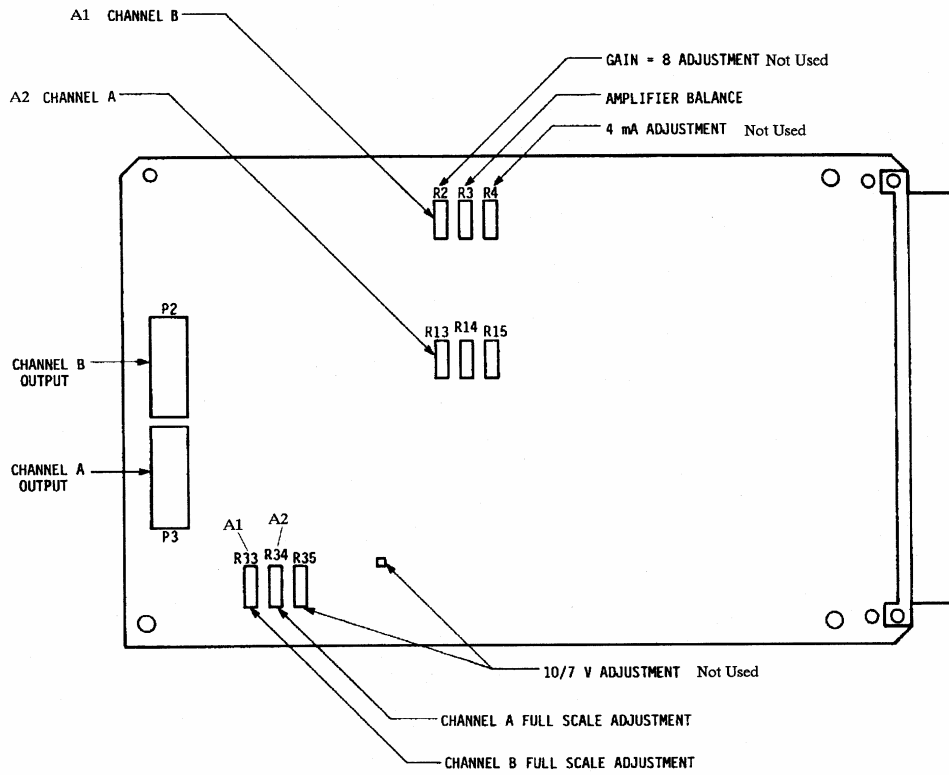 A1 CHANNEL B
GAIN = 8 ADJUSTMENT Not Used
A2 CHANNEL A
AMPLIFIER BALANCE
4 mA ADJUSTMENT Not Used
R2 R3 R4
P2
R13 R14 R15
CHANNEL B
OUTPUT
CHANNEL A
OUTPUT
P3
A1 A2
R33 R34 R35
10/7 V ADJUSTMENT Not Used
CHANNEL A FULL SCALE ADJUSTMENT
CHANNEL B FULL SCALE ADJUSTMENT